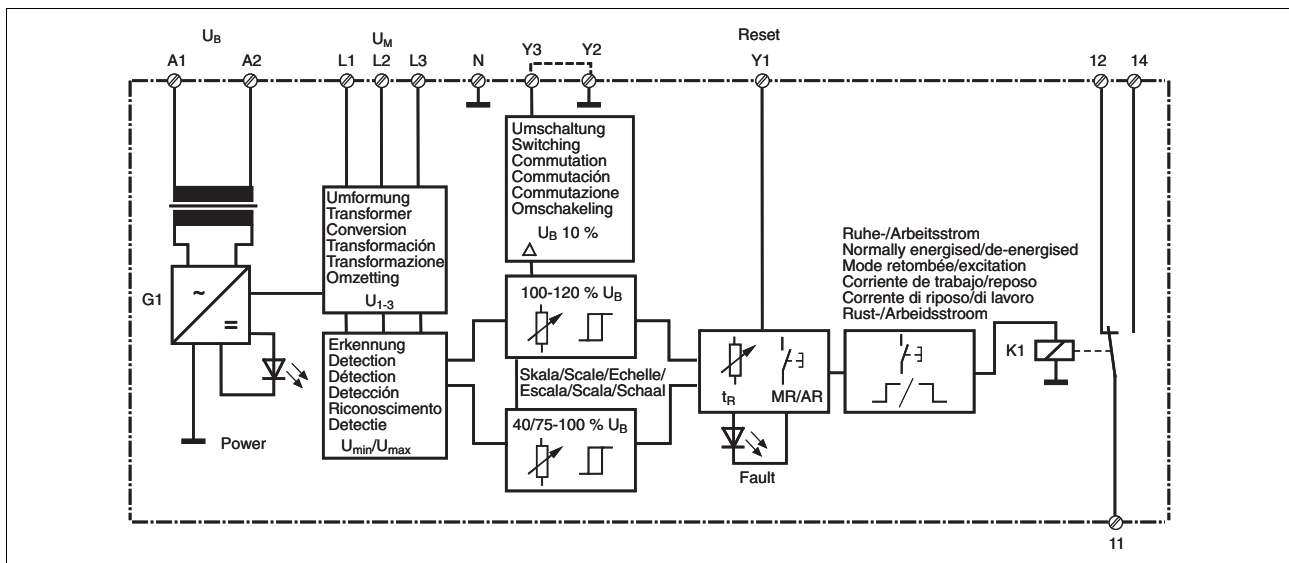 U_B
U_M
Reset
A1
A2
L1
L2
L3
N
Y3
Y2
Y1
12
14
Umschaltung
Switching
Commutation
Commutación
Commutazione
Omschakeling
U_B 10 %
△
Umformung
Transformer
Conversion
Transformación
Transformazione
Omzetting
U_1-3
G1
~
=
Power
Erkennung
Detection
Détection
Detección
Riconoscimento
Detectie
U_min/U_max
100-120 % U_B
Skala/Scale/Echelle/
Escala/Scala/Schaal
40/75-100 % U_B
t_R
MR/AR
Fault
Ruhe-/Arbeitsstrom
Normally energised/de-energised
Mode retombée/excitation
Corriente de trabajo/reposo
Corrente di riposo/di lavoro
Rust-/Arbeidsstroom
K1
11